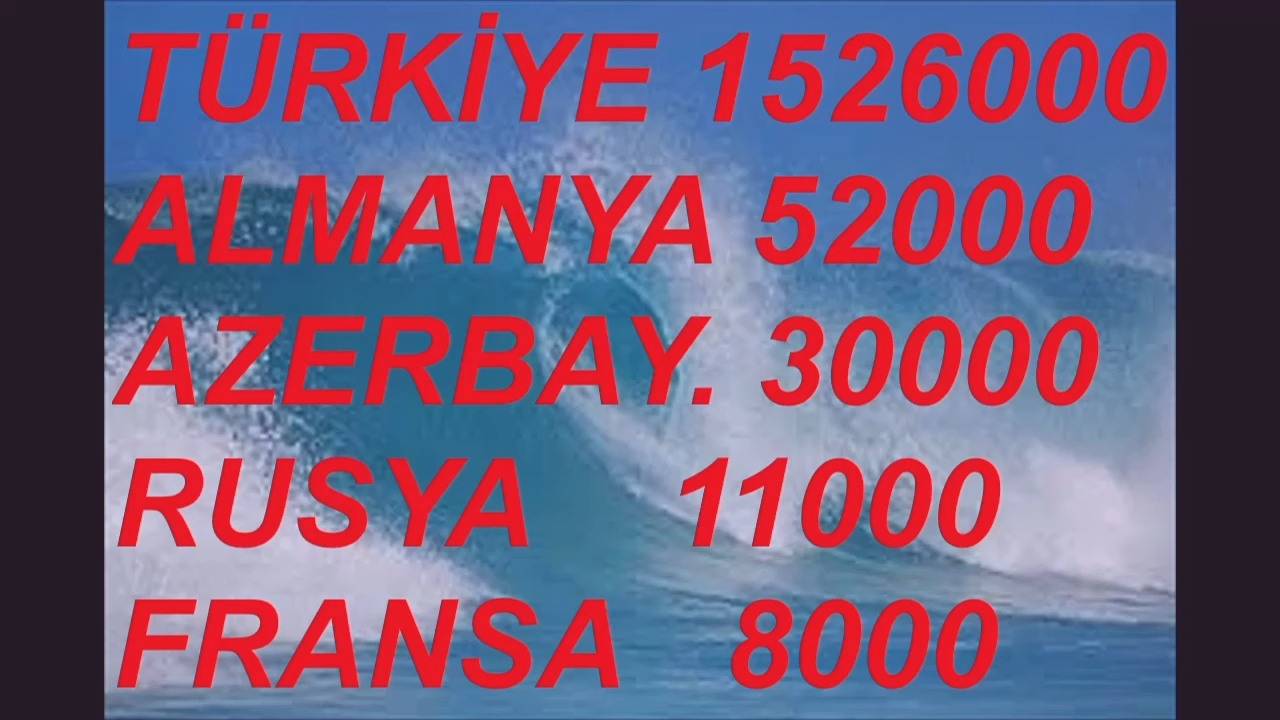 TÜRKİYE 1526000
ALMANYA 52000
AZERBAY. 30000
RUSYA 11000
FRANSA 8000